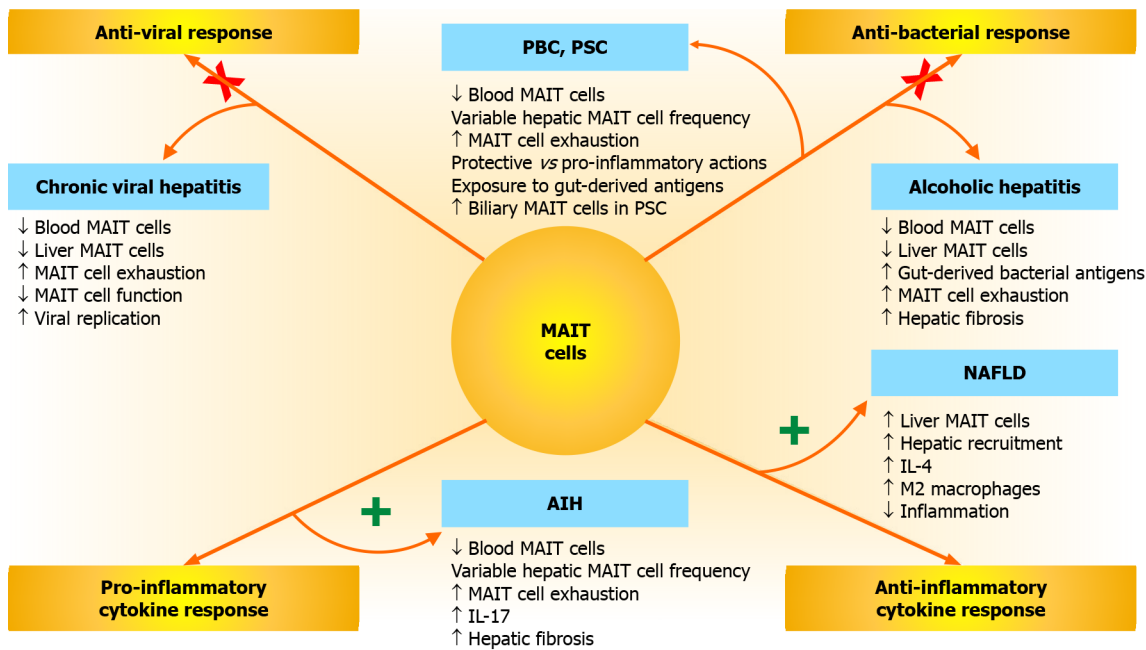 Anti-viral response
PBC, PSC
↓ Blood MAIT cells
Variable hepatic MAIT cell frequency
↑ MAIT cell exhaustion
Protective vs pro-inflammatory actions
Exposure to gut-derived antigens
↑ Biliary MAIT cells in PSC
Anti-bacterial response
Chronic viral hepatitis
↓ Blood MAIT cells
↓ Liver MAIT cells
↑ MAIT cell exhaustion
↓ MAIT cell function
↑ Viral replication
Alcoholic hepatitis
↓ Blood MAIT cells
↓ Liver MAIT cells
↑ Gut-derived bacterial antigens
↑ MAIT cell exhaustion
↑ Hepatic fibrosis
MAIT
cells
NAFLD
↑ Liver MAIT cells
↑ Hepatic recruitment
↑ IL-4
↑ M2 macrophages
↓ Inflammation
AIH
↓ Blood MAIT cells
Variable hepatic MAIT cell frequency
↑ MAIT cell exhaustion
↑ IL-17
↑ Hepatic fibrosis
Pro-inflammatory
cytokine response
Anti-inflammatory
cytokine response